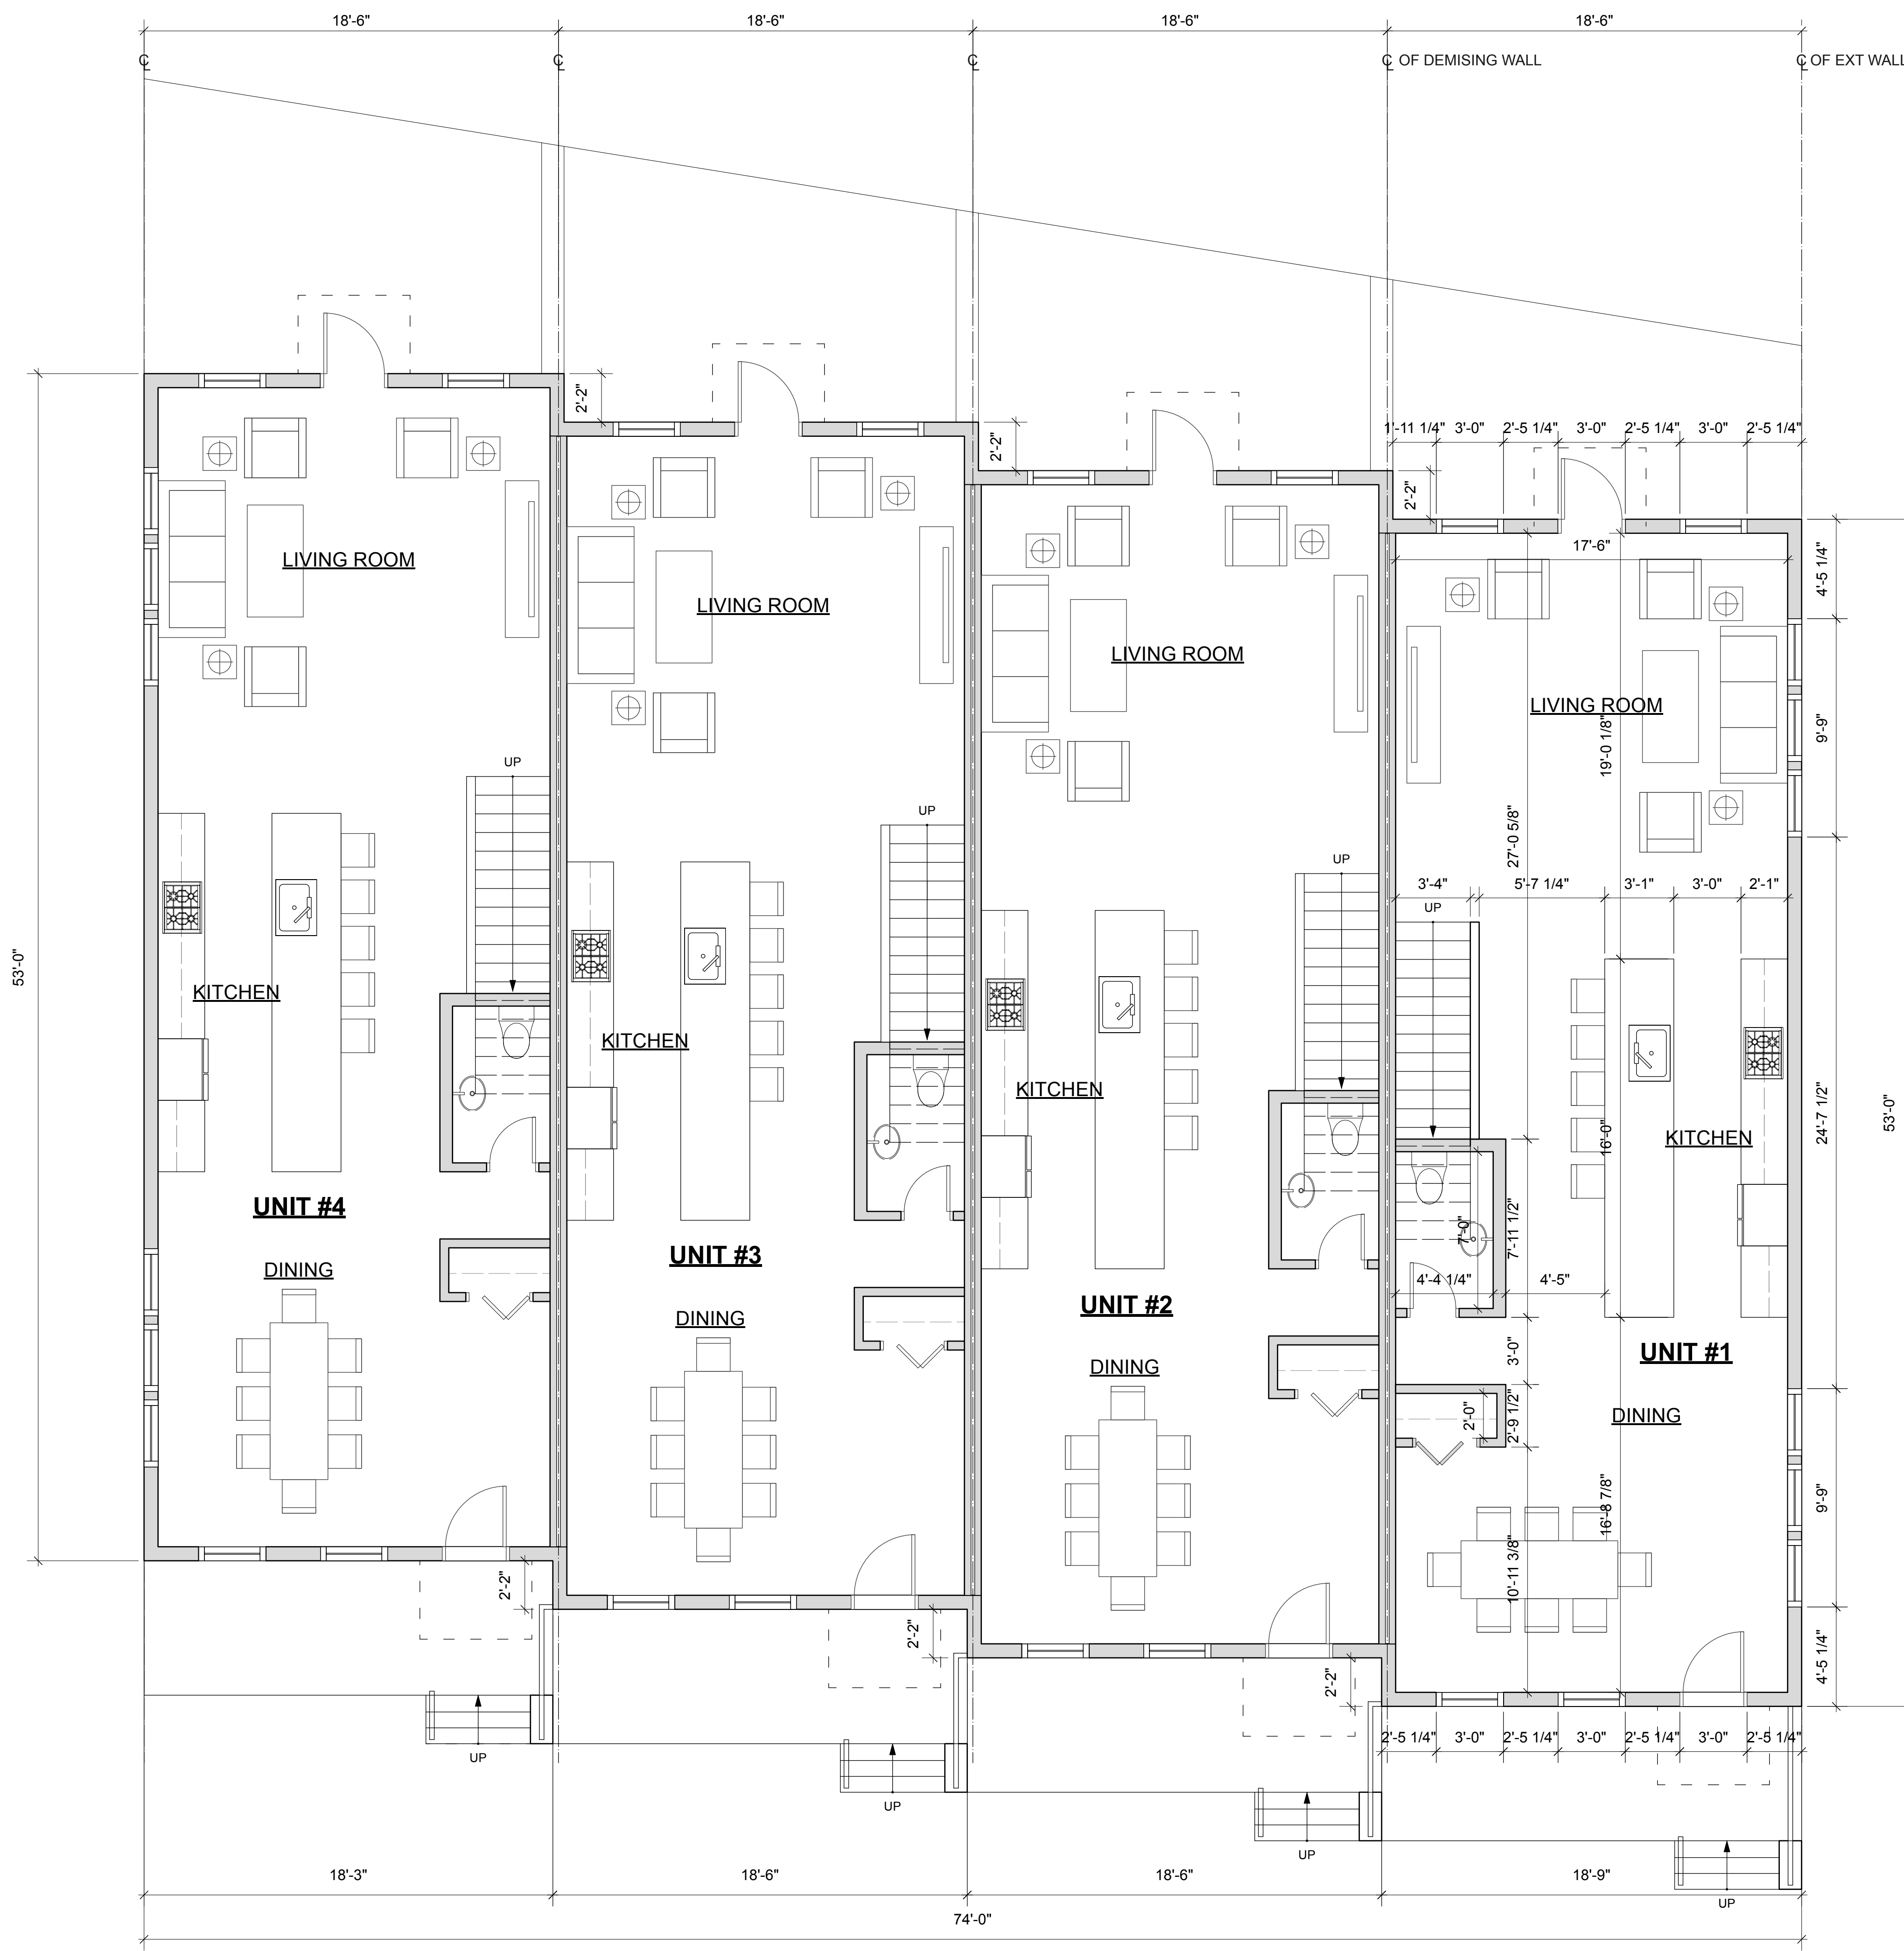 18'-6" 18'-6" 18'-6" 18'-6"
℄ ℄ ℄ ℄ OF DEMISING WALL ℄ OF EXT WALL
2'-2"
2'-2"
1'-11 1/4" 3'-0" 2'-5 1/4" 3'-0" 2'-5 1/4" 3'-0" 2'-5 1/4"
2'-2"
17'-6"
4'-5 1/4"
LIVING ROOM
LIVING ROOM
LIVING ROOM
LIVING ROOM
19'-0 1/8"
9'-9"
UP
UP
UP
27'-0 5/8"
3'-4" 5'-7 1/4" 3'-1" 3'-0" 2'-1"
UP
53'-0"
KITCHEN
KITCHEN
KITCHEN
KITCHEN
16'-0"
24'-7 1/2"
53'-0"
UNIT #4
7'-0"
7'-11 1/2"
UNIT #3
DINING
4'-4 1/4" 4'-5"
UNIT #2
DINING
3'-0"
UNIT #1
DINING
2'-0"
2'-9 1/2"
DINING
16'-8 7/8"
9'-9"
10'-11 3/8"
2'-2"
2'-2"
2'-2"
4'-5 1/4"
2'-5 1/4" 3'-0" 2'-5 1/4" 3'-0" 2'-5 1/4" 3'-0" 2'-5 1/4"
UP
UP
UP
UP
18'-3" 18'-6" 18'-6" 18'-9"
74'-0"